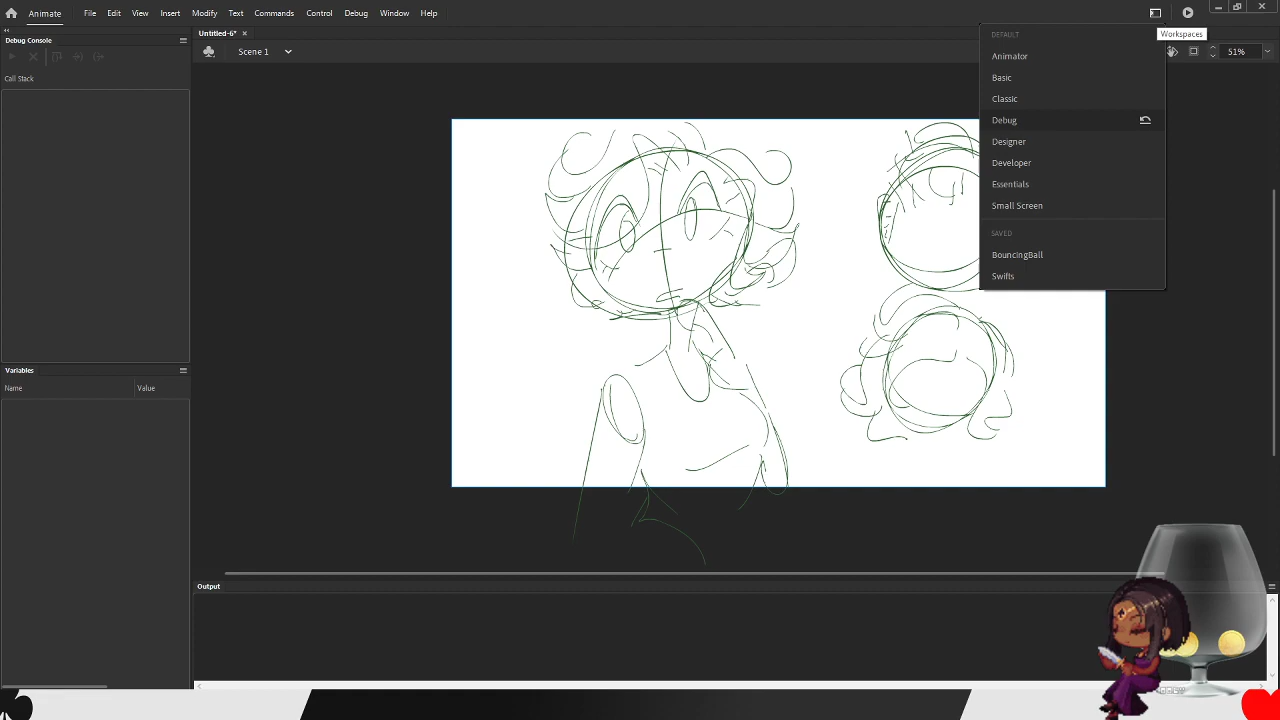 Animate File Edit View Insert Modify Text Commands Control Debug Window Help
Untitled-6*
Scene 1
51%
Workspaces
DEFAULT
Animator
Basic
Classic
Debug
Designer
Developer
Essentials
Small Screen
SAVED
BouncingBall
Swifts
Debug Console
Call Stack
Variables
Name Value
Output